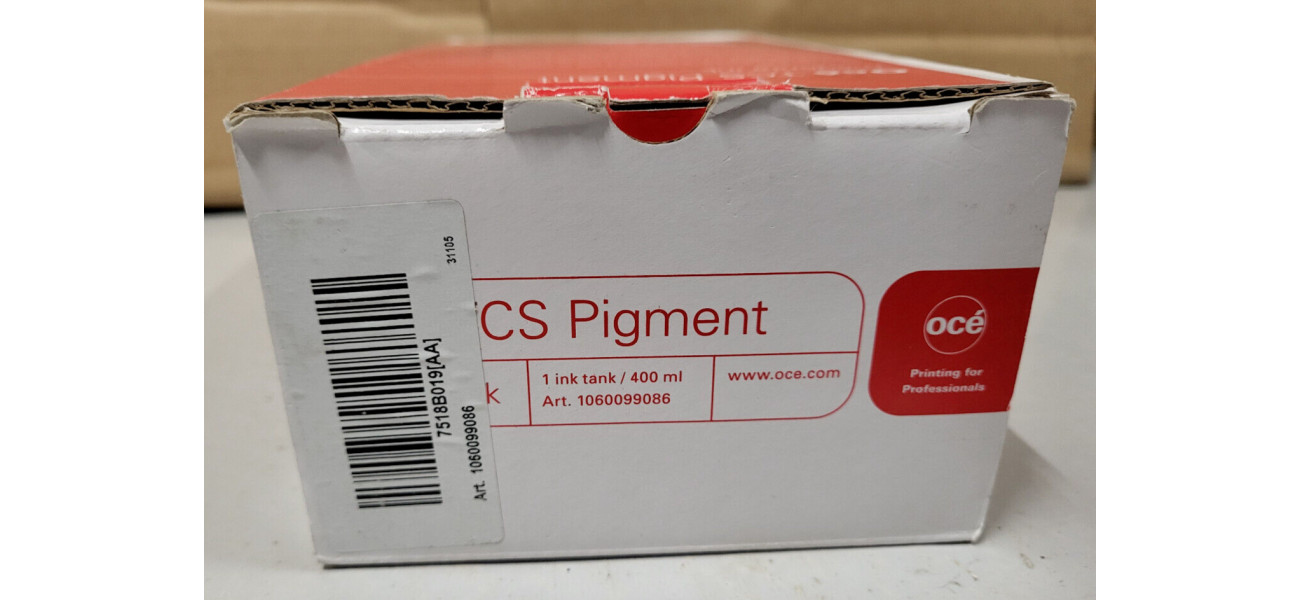 Pigment
31105
7518B019[AA]
Art. 1060099086
CS Pigment
k
1 ink tank / 400 ml
Art. 1060099086
www.oce.com
océ
Printing for
Professionals